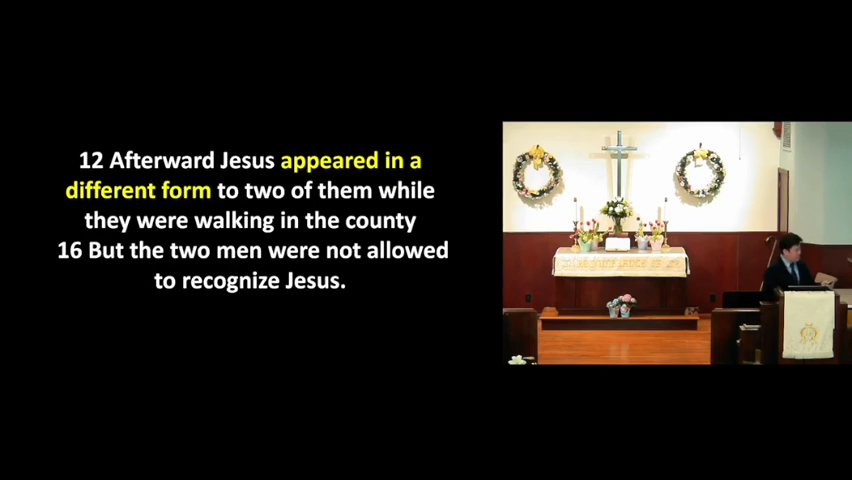 12 Afterward Jesus appeared in a
different form to two of them while
they were walking in the county
16 But the two men were not allowed
to recognize Jesus.